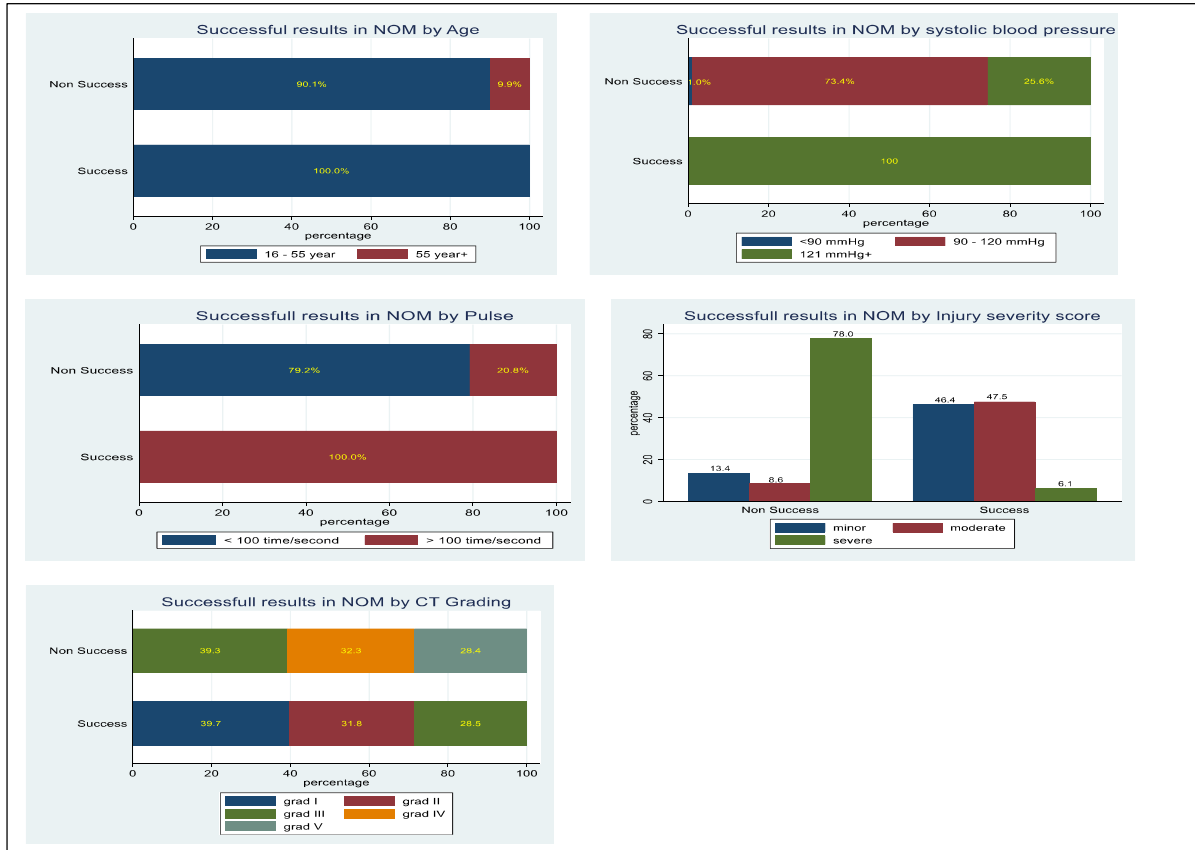 Successful results in NOM by Age
Non Success
90.1%
9.9%
Success
100.0%
0
20
40
60
80
100
percentage
16 - 55 year
55 year+
Successful results in NOM by systolic blood pressure
Non Success
1.0%
73.4%
25.6%
Success
100
0
20
40
60
80
100
percentage
<90 mmHg
90 - 120 mmHg
121 mmHg+
Successfull results in NOM by Pulse
Non Success
79.2%
20.8%
Success
100.0%
0
20
40
60
80
100
percentage
< 100 time/second
> 100 time/second
Successfull results in NOM by Injury severity score
percentage
80
60
40
20
0
13.4
8.6
78.0
46.4
47.5
6.1
Non Success
Success
minor
moderate
severe
Successfull results in NOM by CT Grading
Non Success
39.3
32.3
28.4
Success
39.7
31.8
28.5
0
20
40
60
80
100
percentage
grad I
grad II
grad III
grad IV
grad V